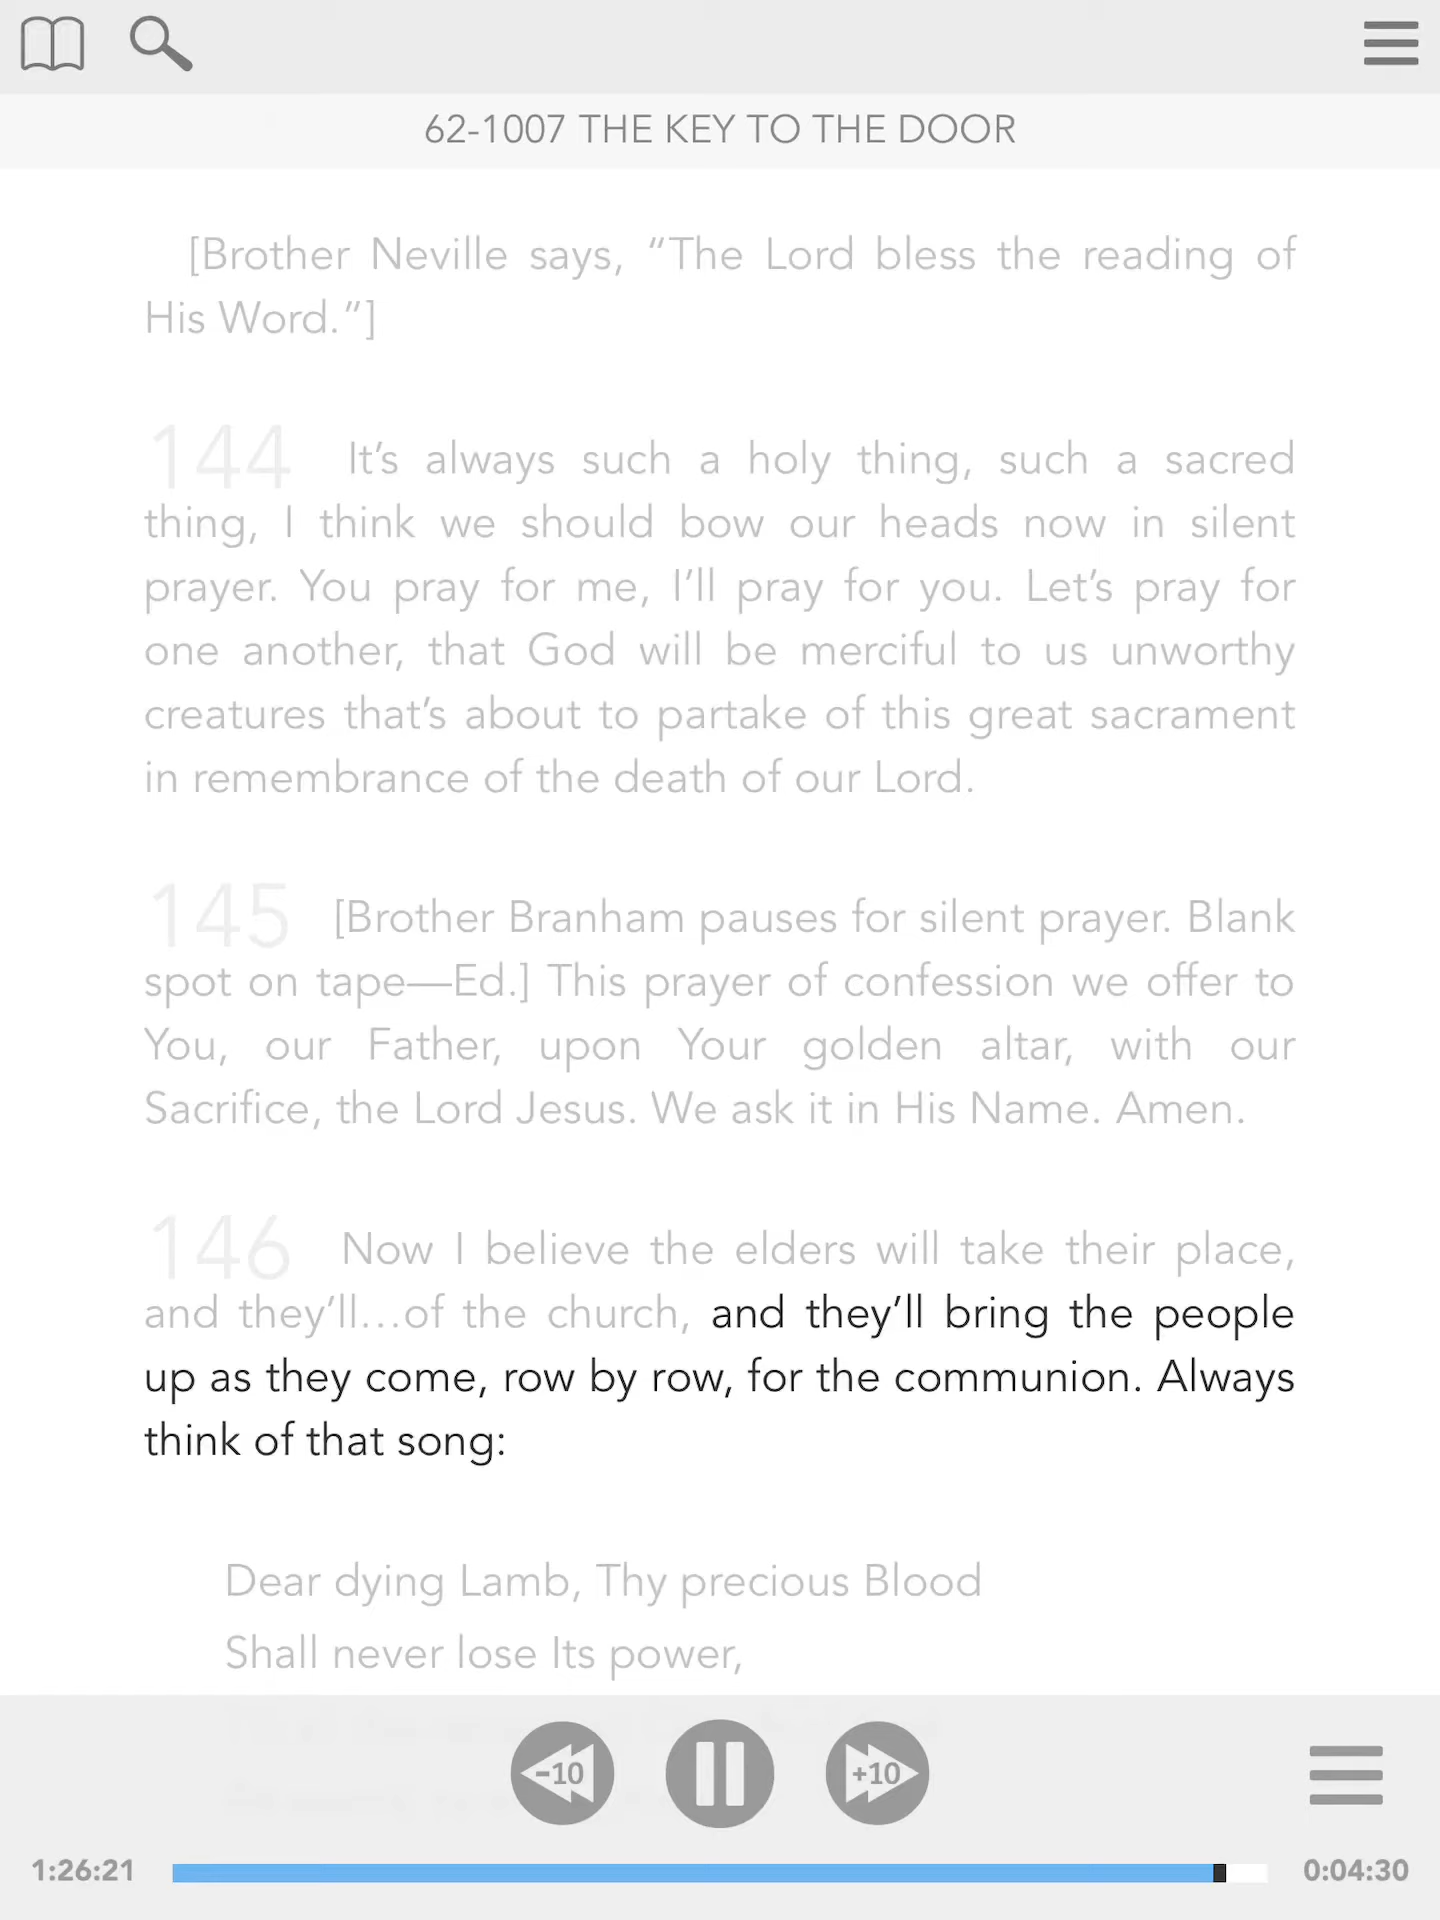 62-1007 THE KEY TO THE DOOR
[Brother Neville says, “The Lord bless the reading of
His Word.”]
144 It’s always such a holy thing, such a sacred
thing, I think we should bow our heads now in silent
prayer. You pray for me, I’ll pray for you. Let’s pray for
one another, that God will be merciful to us unworthy
creatures that’s about to partake of this great sacrament
in remembrance of the death of our Lord.
145 [Brother Branham pauses for silent prayer. Blank
spot on tape—Ed.] This prayer of confession we offer to
You, our Father, upon Your golden altar, with our
Sacrifice, the Lord Jesus. We ask it in His Name. Amen.
146 Now I believe the elders will take their place,
and they’ll…of the church, and they’ll bring the people
up as they come, row by row, for the communion. Always
think of that song:
Dear dying Lamb, Thy precious Blood
Shall never lose Its power,
-10 +10
1:26:21 0:04:30